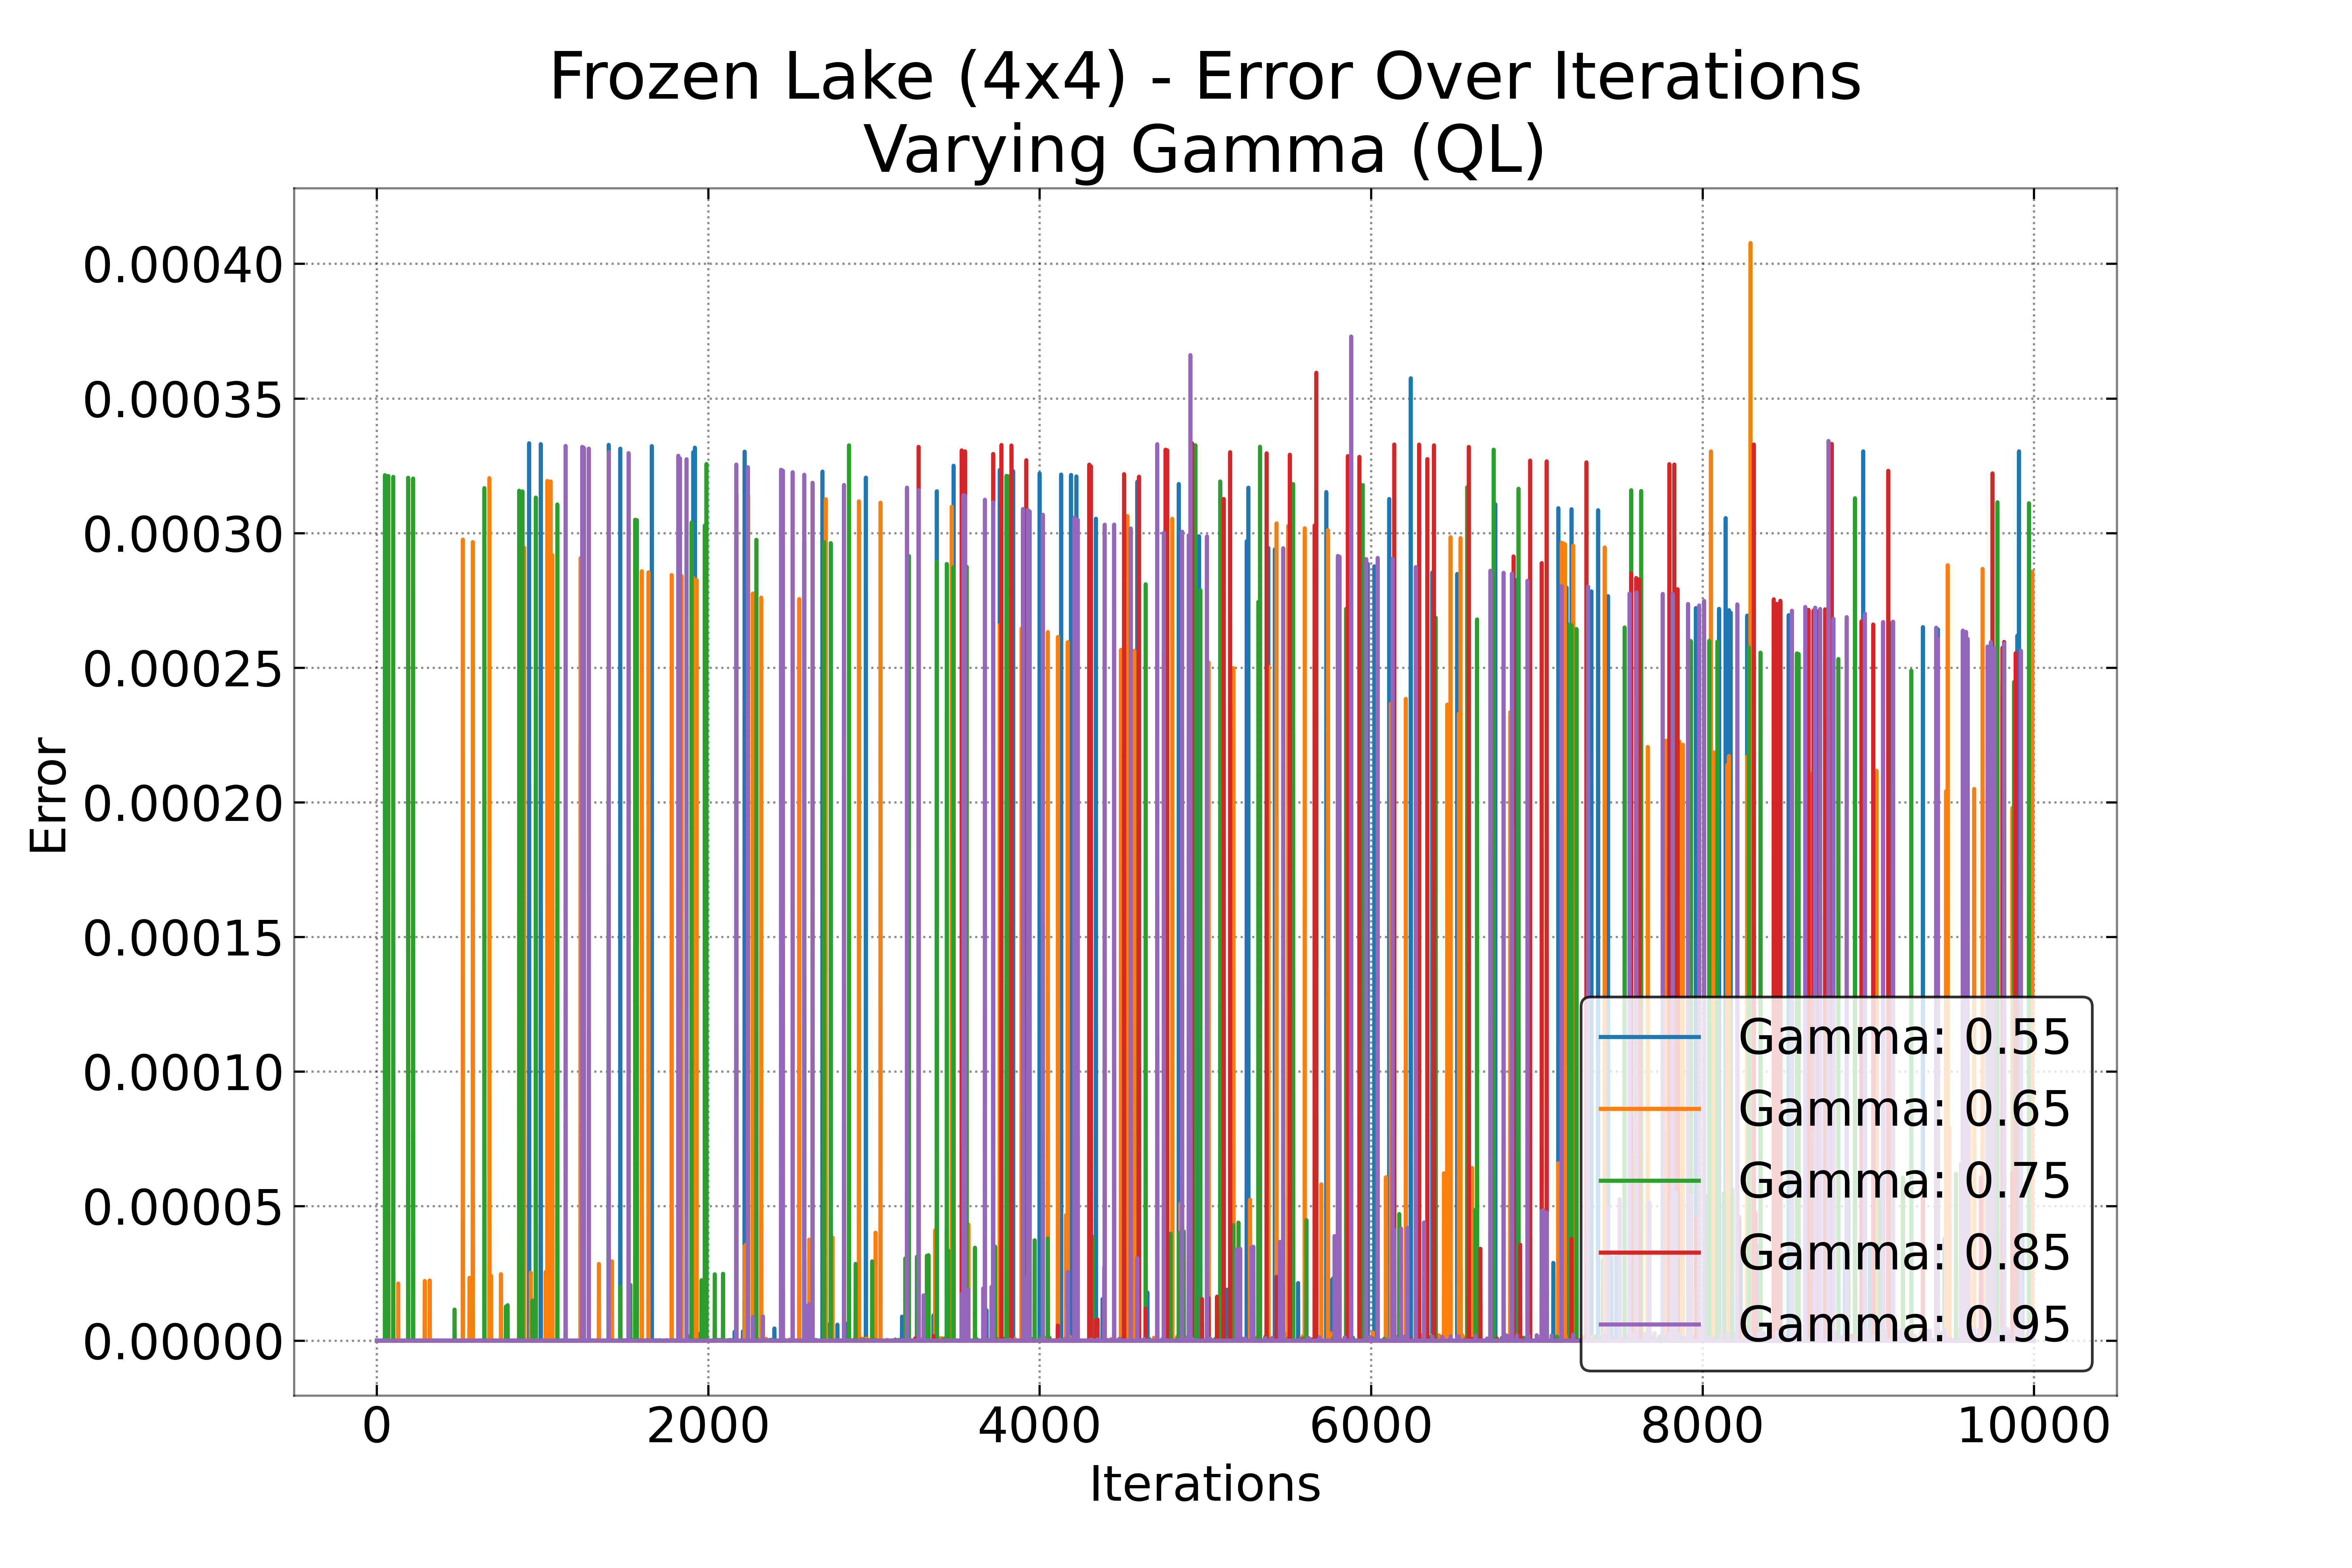 Frozen Lake (4x4) - Error Over Iterations
Varying Gamma (QL)
0.00040
0.00035
0.00030
0.00025
0.00020
0.00015
0.00010
0.00005
0.00000
Error
Gamma: 0.55
Gamma: 0.65
Gamma: 0.75
Gamma: 0.85
Gamma: 0.95
0 2000 4000 6000 8000 10000
Iterations